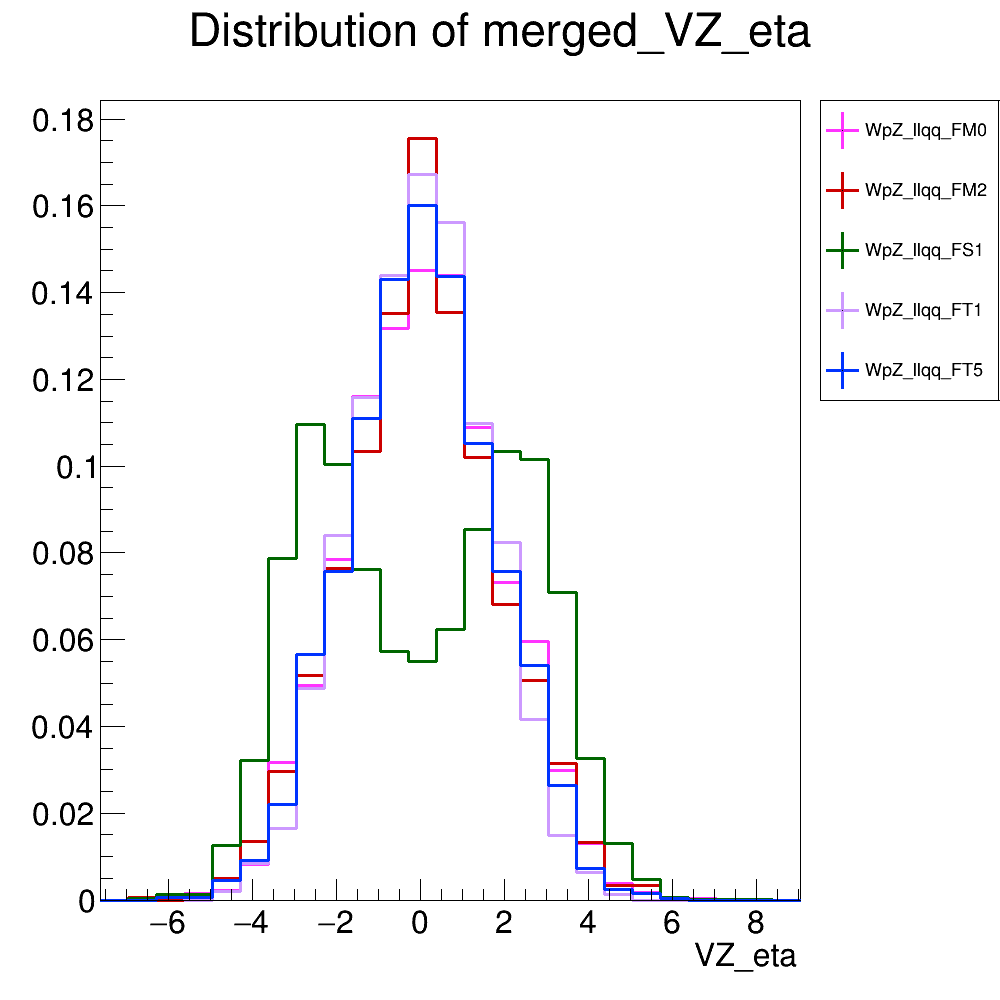 Distribution of merged_VZ_eta
0.18
0.16
0.14
0.12
0.1
0.08
0.06
0.04
0.02
0
−6 −4 −2 0 2 4 6 8
VZ_eta
WpZ_llqq_FM0
WpZ_llqq_FM2
WpZ_llqq_FS1
WpZ_llqq_FT1
WpZ_llqq_FT5